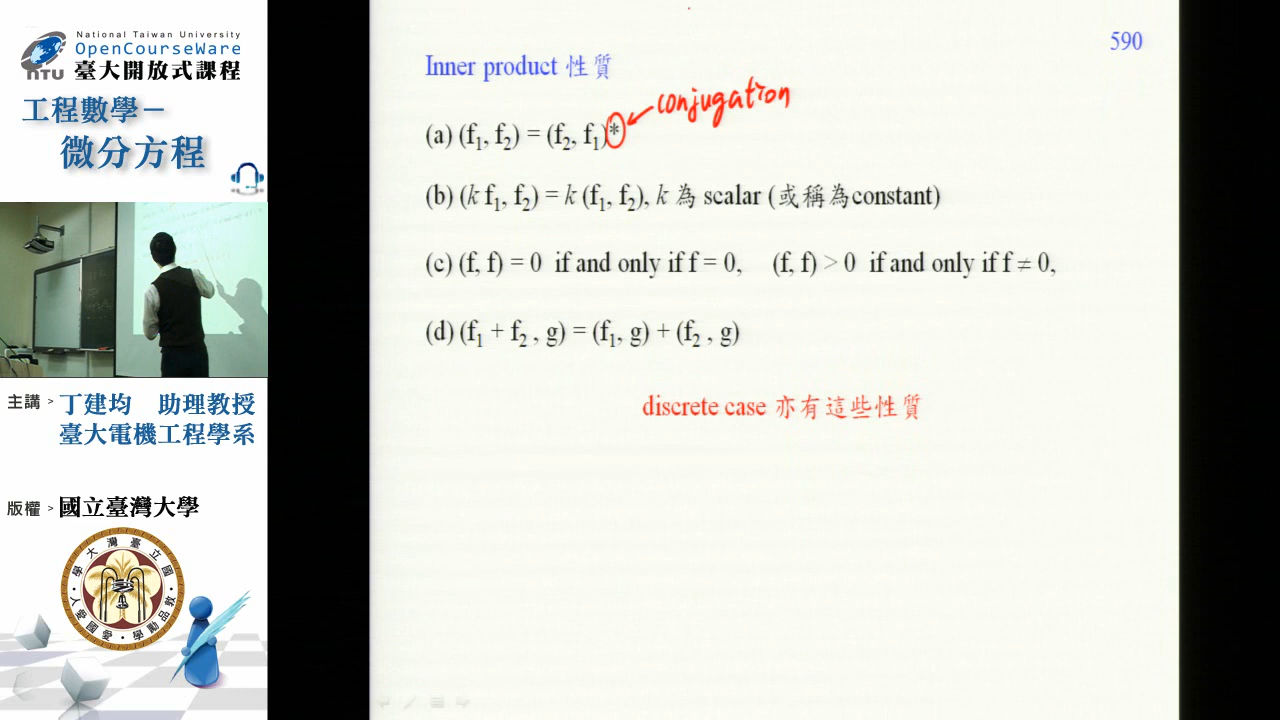 National Taiwan University
OpenCourseWare
NTU 臺大開放式課程
工程數學－
微分方程
主講 > 丁建均 助理教授
臺大電機工程學系
版權 > 國立臺灣大學
590
Inner product 性質
conjugation
(a) (f₁, f₂) = (f₂, f₁)*
(b) (k f₁, f₂) = k (f₁, f₂), k 為 scalar (或稱為constant)
(c) (f, f) = 0 if and only if f = 0, (f, f) > 0 if and only if f ≠ 0,
(d) (f₁ + f₂ , g) = (f₁, g) + (f₂ , g)
discrete case 亦有這些性質